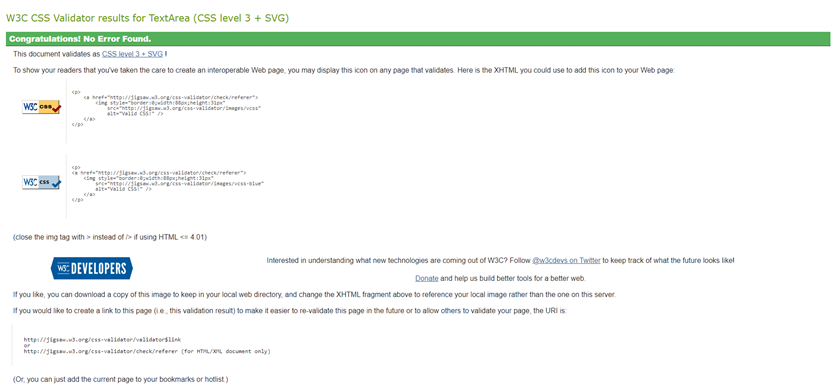 W3C CSS Validator results for TextArea (CSS level 3 + SVG)
Congratulations! No Error Found.
This document validates as CSS level 3 + SVG !
To show your readers that you've taken the care to create an interoperable Web page, you may display this icon on any page that validates. Here is the XHTML you could use to add this icon to your Web page:
W3C css
<p>
<a href="http://jigsaw.w3.org/css-validator/check/referer">
<img style="border:0;width:88px;height:31px"
src="http://jigsaw.w3.org/css-validator/images/vcss"
alt="Valid CSS!" />
</a>
</p>
W3C css
<p>
<a href="http://jigsaw.w3.org/css-validator/check/referer">
<img style="border:0;width:88px;height:31px"
src="http://jigsaw.w3.org/css-validator/images/vcss-blue"
alt="Valid CSS!" />
</a>
</p>
(close the img tag with > instead of /> if using HTML <= 4.01)
W3C DEVELOPERS
Interested in understanding what new technologies are coming out of W3C? Follow @w3cdevs on Twitter to keep track of what the future looks like!
Donate and help us build better tools for a better web.
If you like, you can download a copy of this image to keep in your local web directory, and change the XHTML fragment above to reference your local image rather than the one on this server.
If you would like to create a link to this page (i.e., this validation result) to make it easier to re-validate this page in the future or to allow others to validate your page, the URI is:
http://jigsaw.w3.org/css-validator/validator$link
or
http://jigsaw.w3.org/css-validator/check/referer (for HTML/XML document only)
(Or, you can just add the current page to your bookmarks or hotlist.)